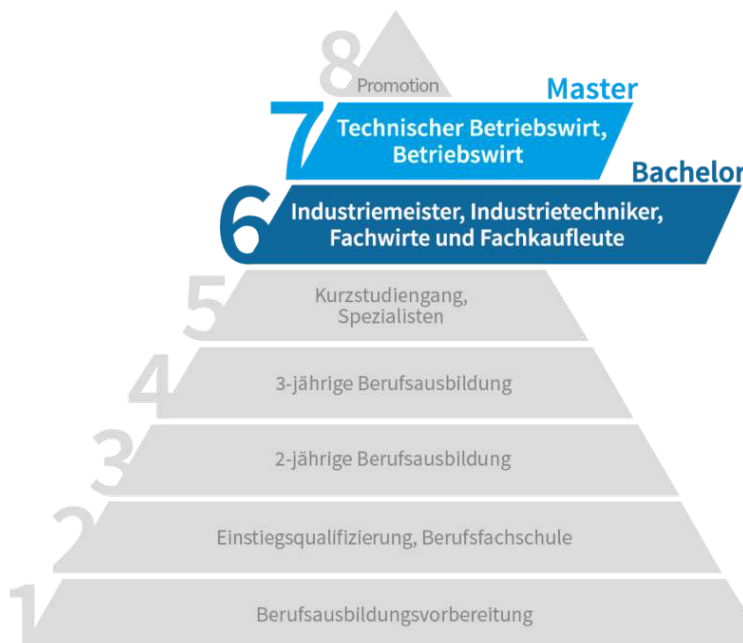 8
Promotion
Master
7
Technischer Betriebswirt,
Betriebswirt
Bachelor
6
Industriemeister, Industrietechniker,
Fachwirte und Fachkaufleute
5
Kurzstudiengang,
Spezialisten
4
3-jährige Berufsausbildung
3
2-jährige Berufsausbildung
2
Einstiegsqualifizierung, Berufsfachschule
1
Berufsausbildungsvorbereitung